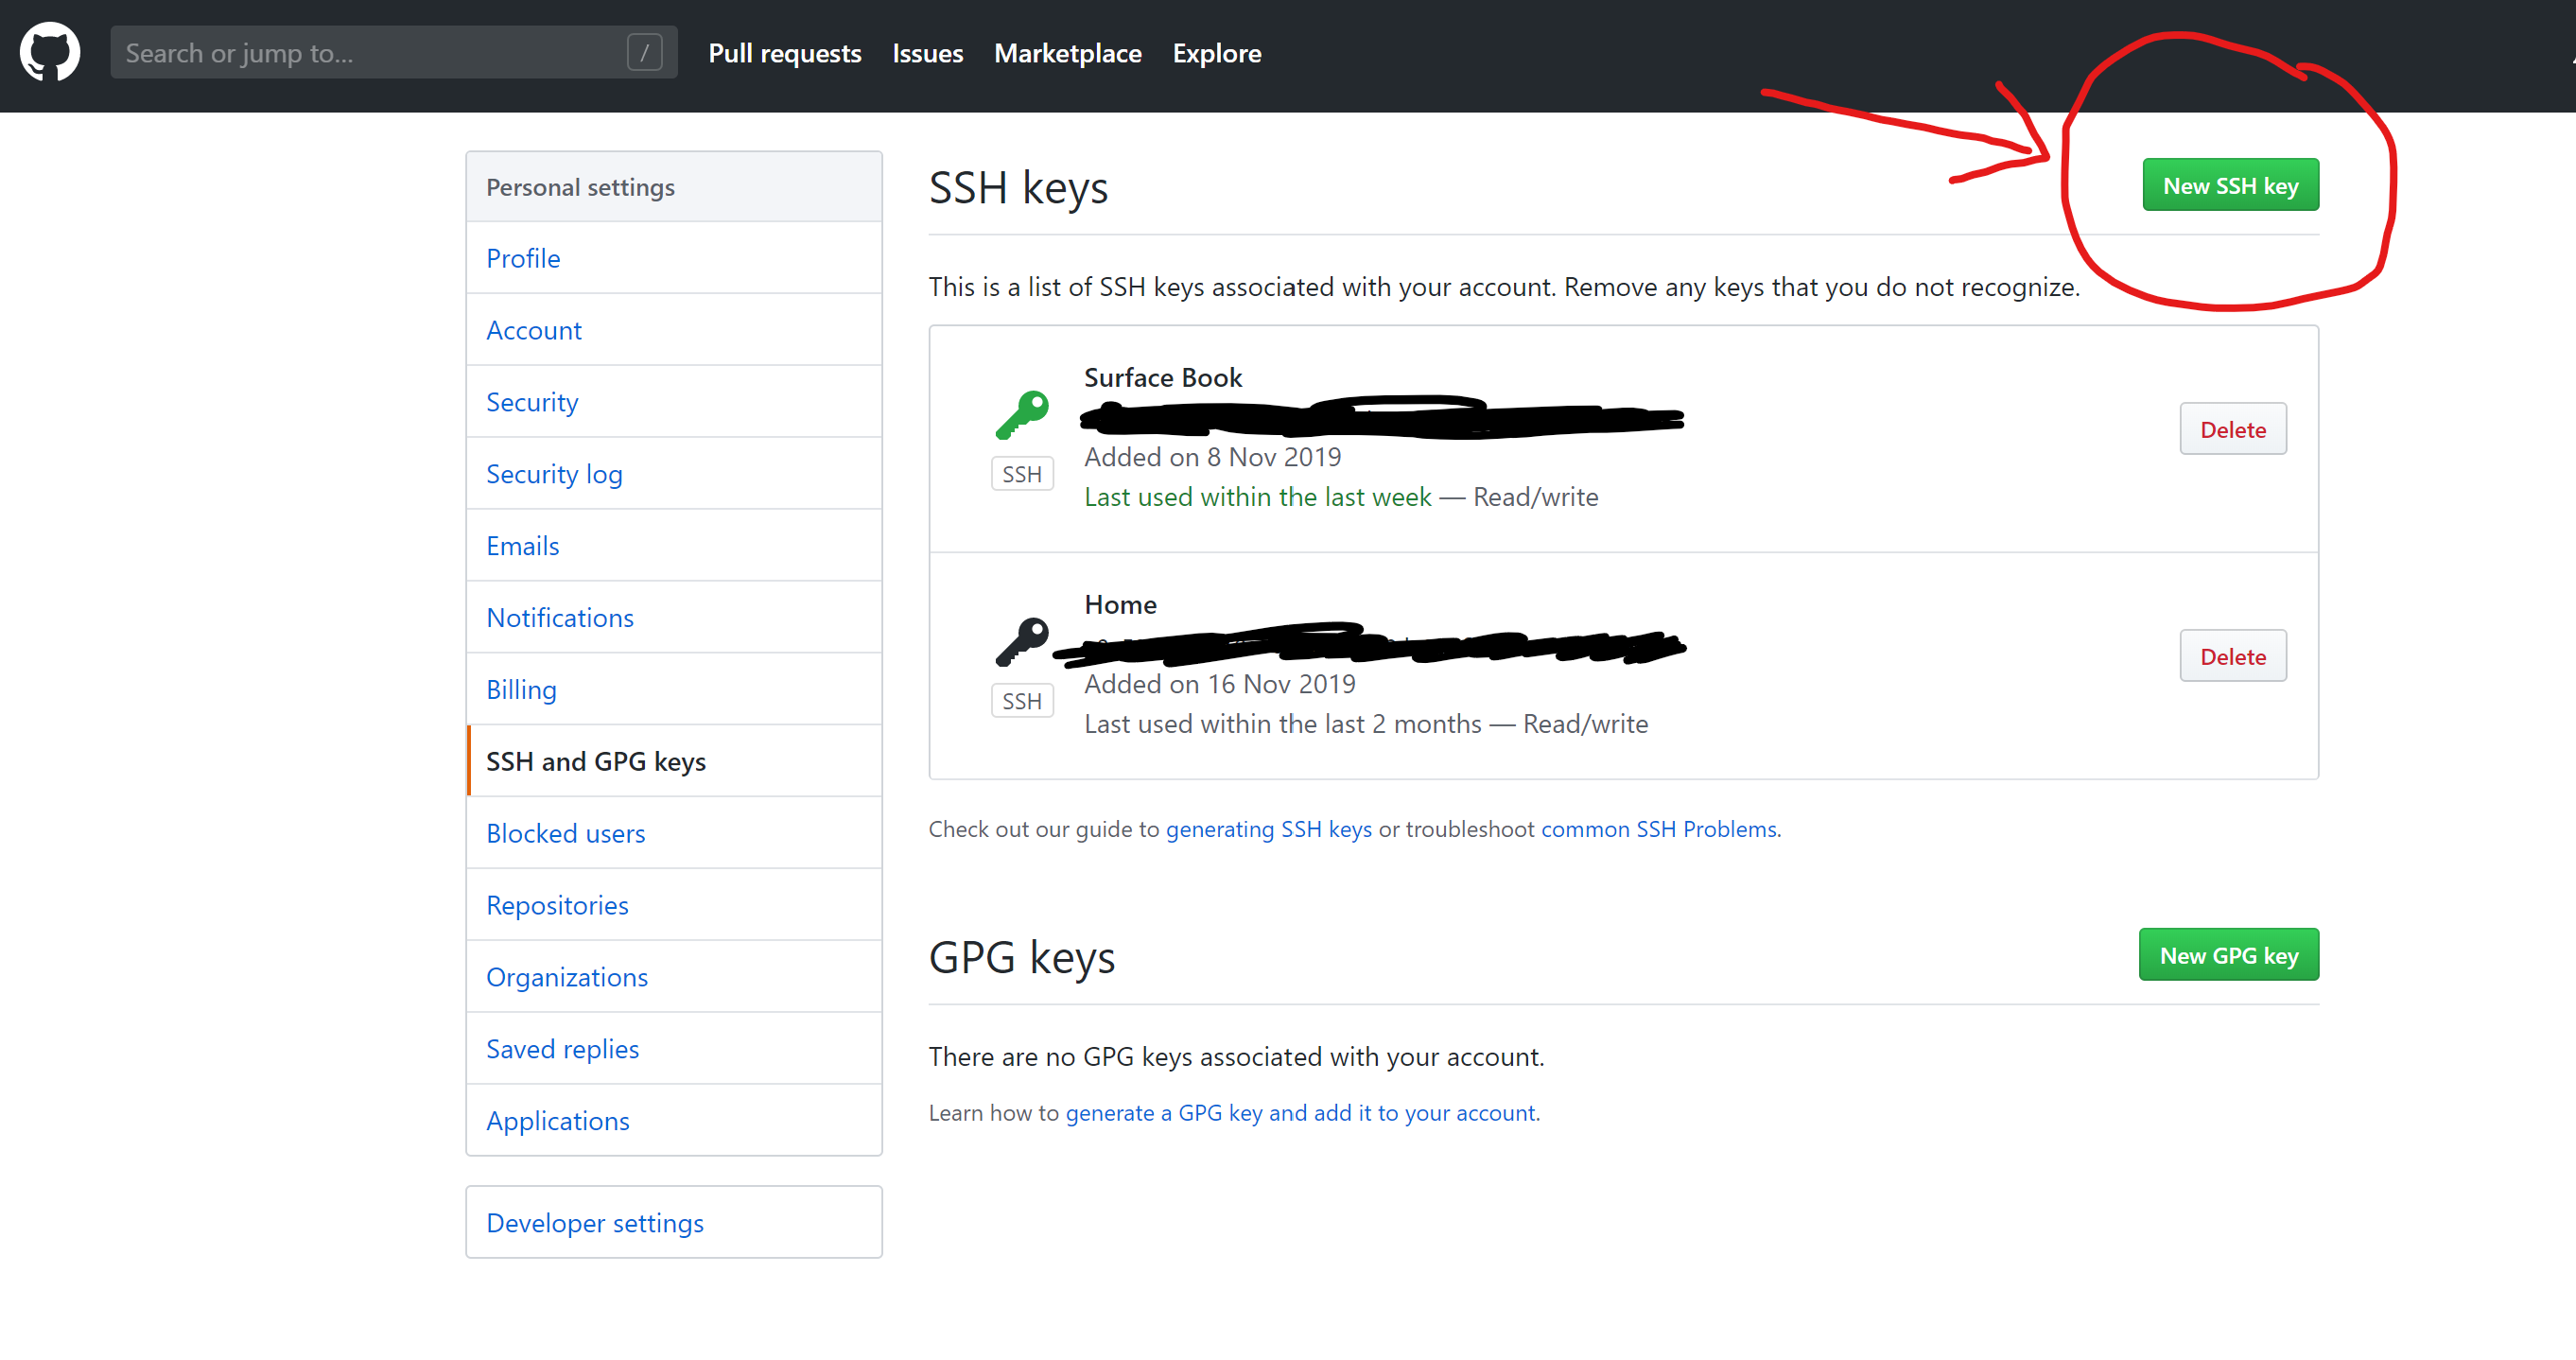 Search or jump to...
/
Pull requests
Issues
Marketplace
Explore
Personal settings
Profile
Account
Security
Security log
Emails
Notifications
Billing
SSH and GPG keys
Blocked users
Repositories
Organizations
Saved replies
Applications
Developer settings
SSH keys
New SSH key
This is a list of SSH keys associated with your account. Remove any keys that you do not recognize.
Surface Book
SSH
Added on 8 Nov 2019
Last used within the last week — Read/write
Delete
Home
SSH
Added on 16 Nov 2019
Last used within the last 2 months — Read/write
Delete
Check out our guide to generating SSH keys or troubleshoot common SSH Problems.
GPG keys
New GPG key
There are no GPG keys associated with your account.
Learn how to generate a GPG key and add it to your account.